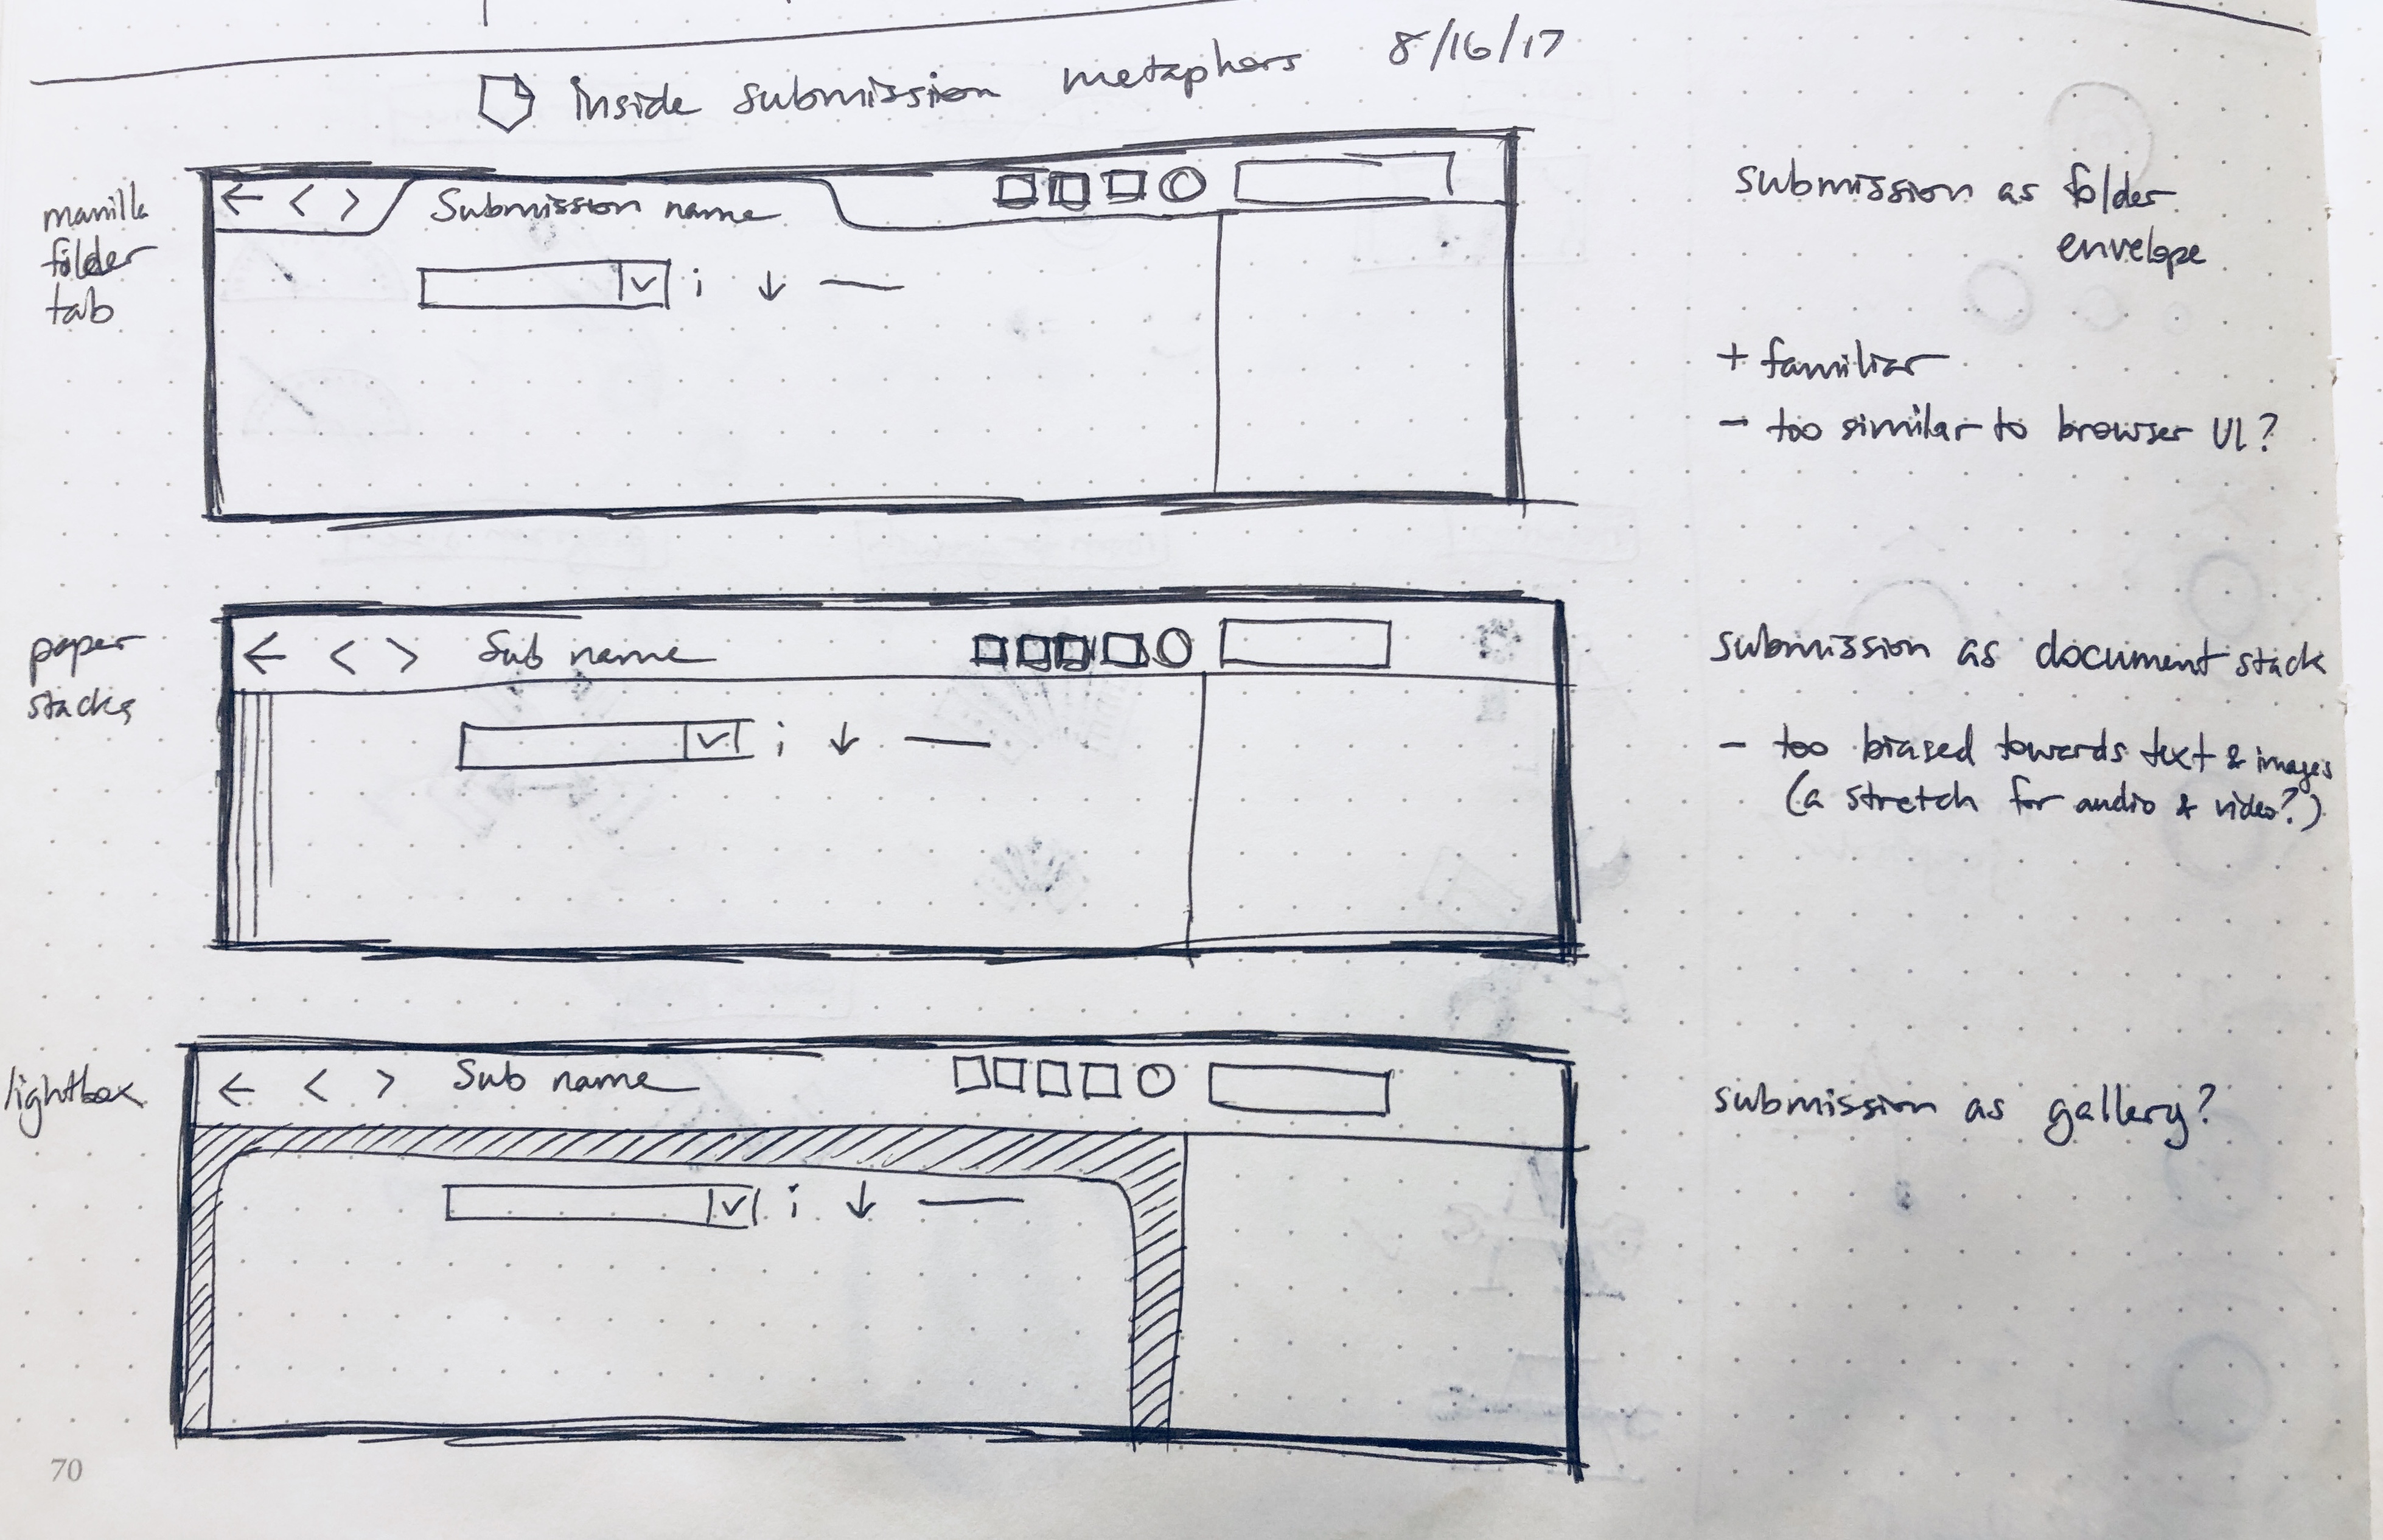 inside submission metaphors 8/16/17
manilla
folder
tab
← < > Submission name
i ↓ —
submission as folder
envelope
+ familiar
- too similar to browser UI?
paper
stacks
← < > Sub name
i ↓ —
submission as document stack
- too biased towards text & images
(a stretch for audio & video?)
lightbox
← < > Sub name
i ↓ —
submission as gallery?
70